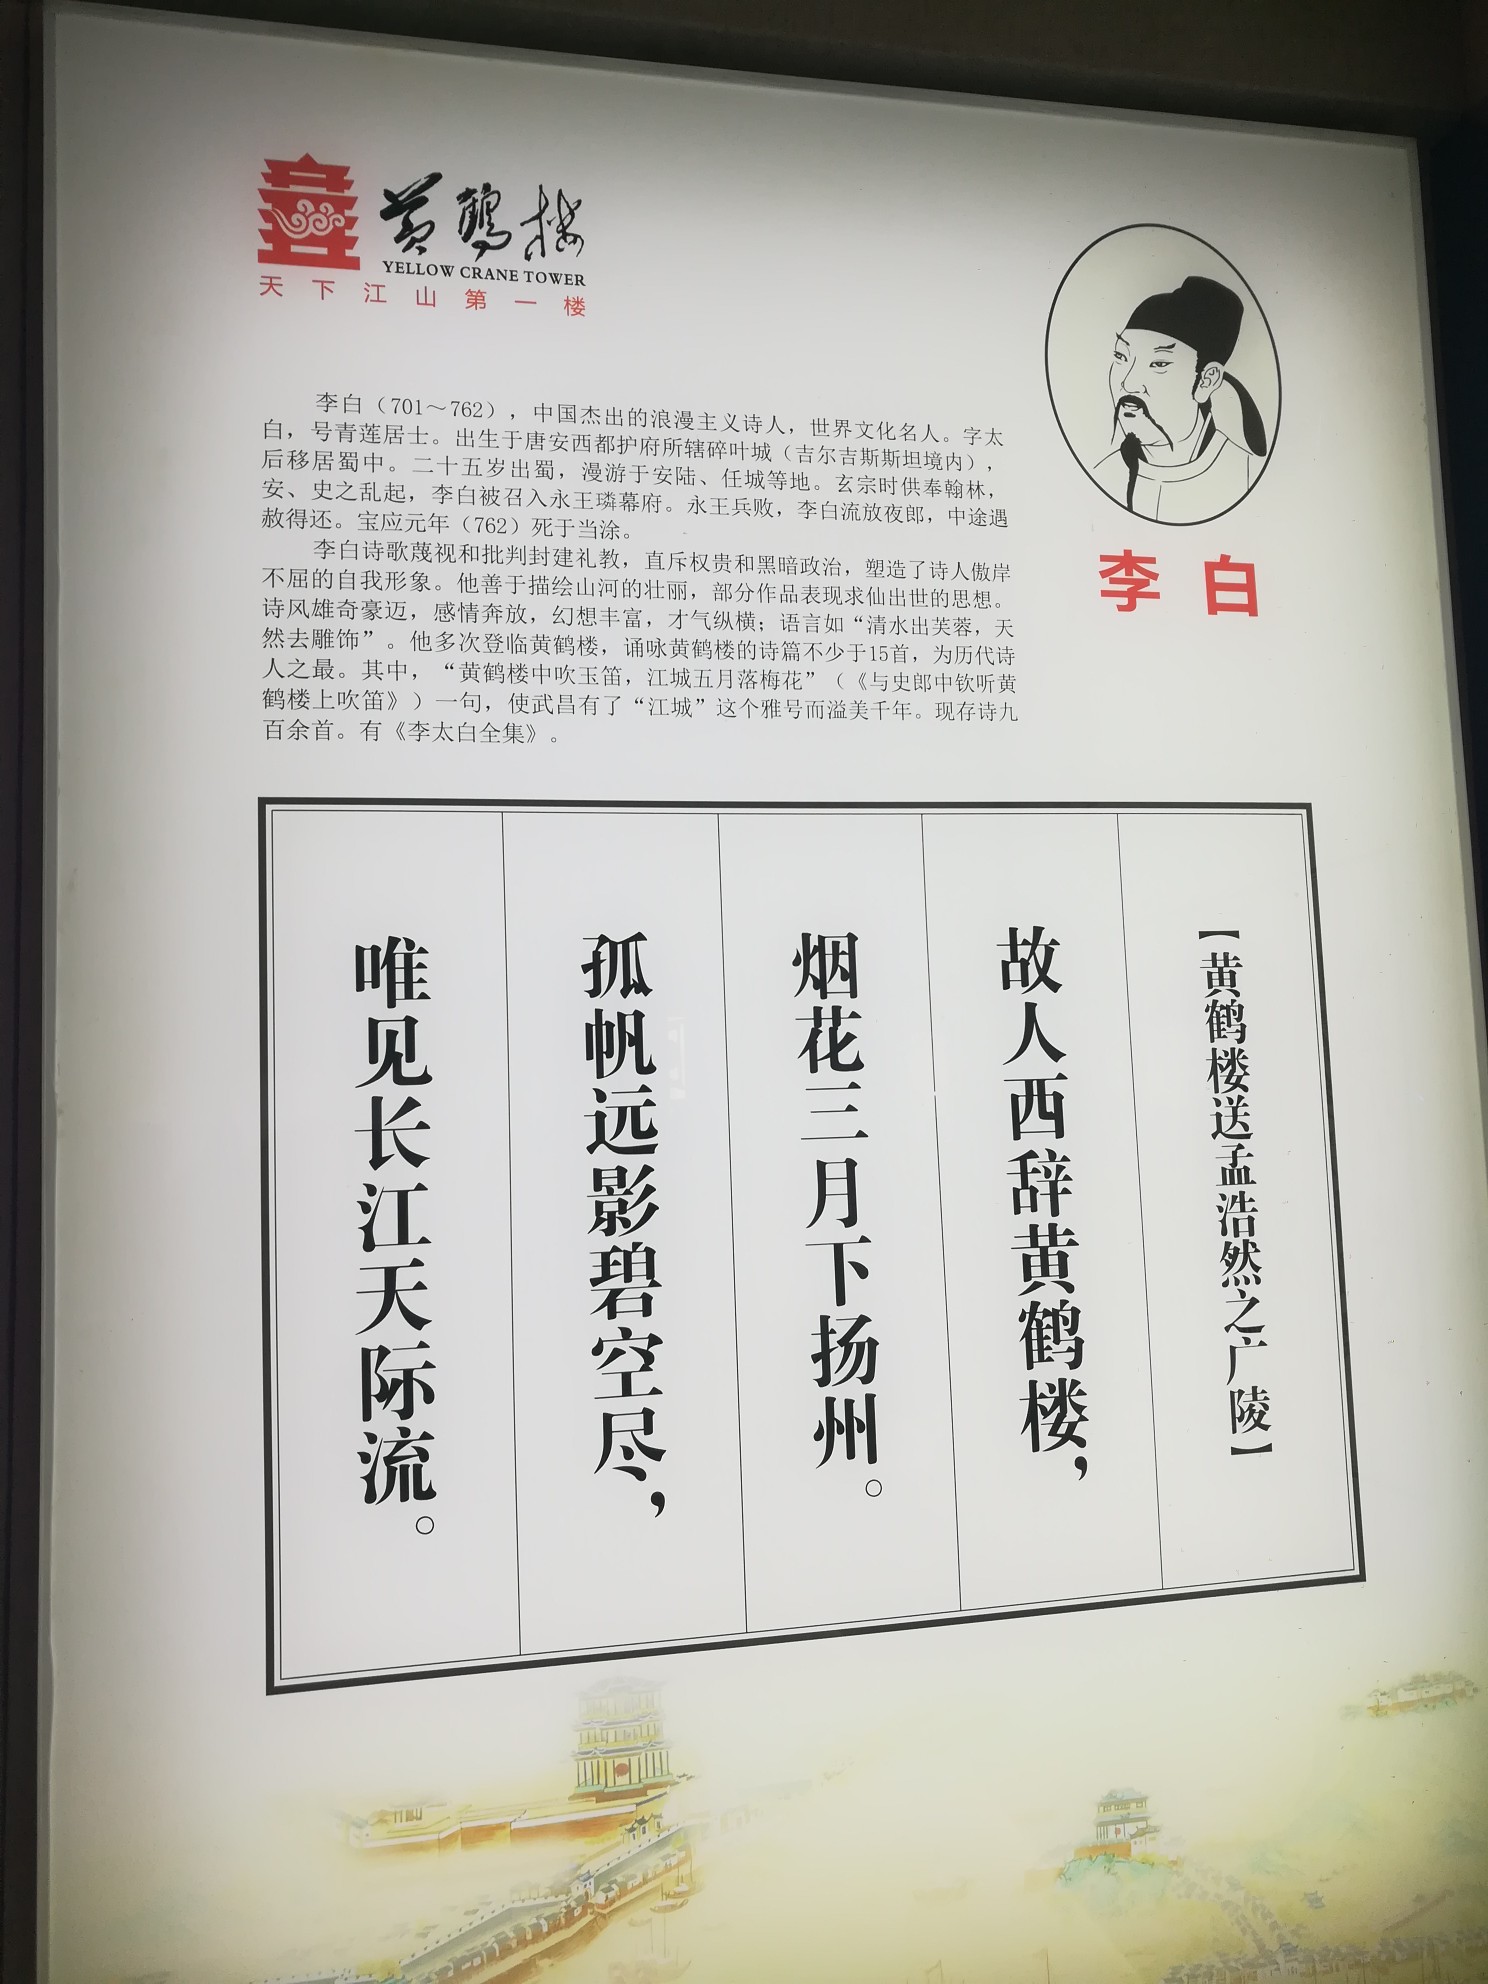 黄鹤楼
YELLOW CRANE TOWER
天下江山第一楼
李白（701～762），中国杰出的浪漫主义诗人，世界文化名人。字太
白，号青莲居士。出生于唐安西都护府所辖碎叶城（吉尔吉斯斯坦境内），
后移居蜀中。二十五岁出蜀，漫游于安陆、任城等地。玄宗时供奉翰林，
安、史之乱起，李白被召入永王璘幕府。永王兵败，李白流放夜郎，中途遇
赦得还。宝应元年（762）死于当涂。
李白诗歌蔑视和批判封建礼教，直斥权贵和黑暗政治，塑造了诗人傲岸
不屈的自我形象。他善于描绘山河的壮丽，部分作品表现求仙出世的思想。
诗风雄奇豪迈，感情奔放，幻想丰富，才气纵横；语言如“清水出芙蓉，天
然去雕饰”。他多次登临黄鹤楼，诵咏黄鹤楼的诗篇不少于15首，为历代诗
人之最。其中，“黄鹤楼中吹玉笛，江城五月落梅花”（《与史郎中钦听黄
鹤楼上吹笛》）一句，使武昌有了“江城”这个雅号而溢美千年。现存诗九
百余首。有《李太白全集》。
李白
【黄鹤楼送孟浩然之广陵】
故人西辞黄鹤楼，
烟花三月下扬州。
孤帆远影碧空尽，
唯见长江天际流。